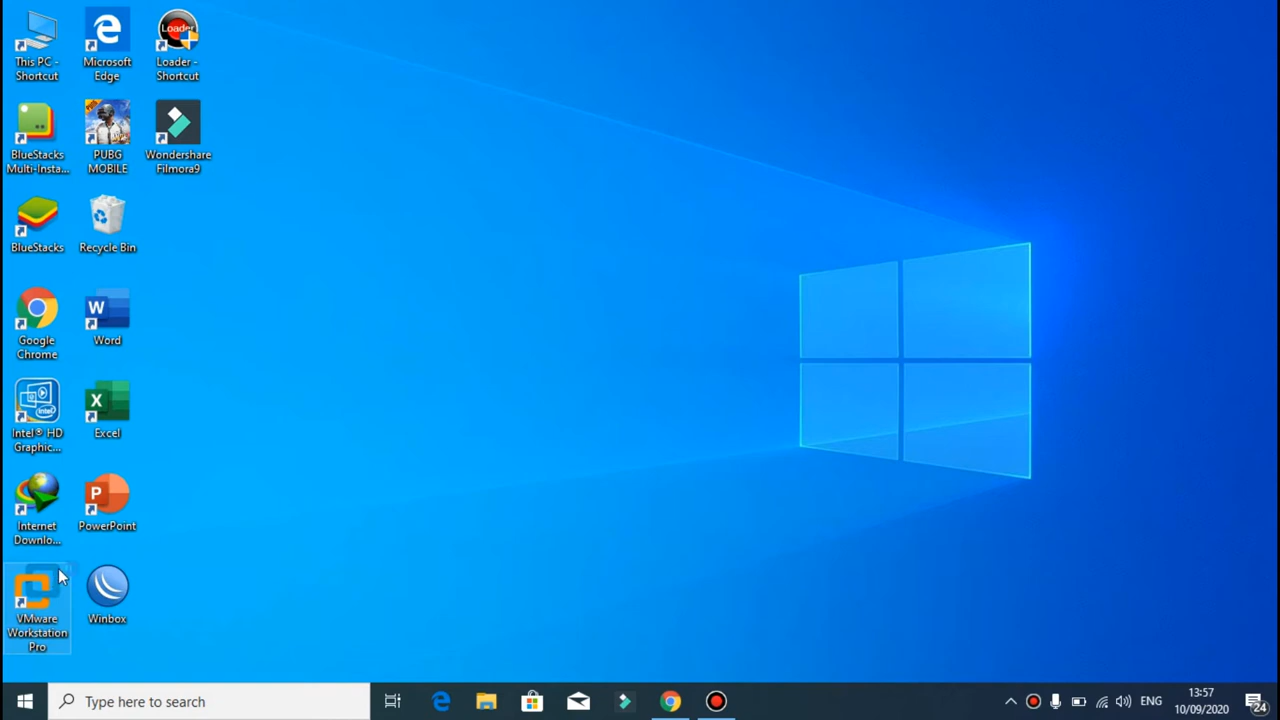 This PC -
Shortcut
Microsoft
Edge
Loader
Loader -
Shortcut
BlueStacks
Multi-Insta...
PUBG
MOBILE
Wondershare
Filmora9
BlueStacks
Recycle Bin
Google
Chrome
W
Word
intel
Intel® HD
Graphic...
X
Excel
Internet
Downlo...
P
PowerPoint
VMware
Workstation
Pro
Winbox
Type here to search
ENG
13:57
10/09/2020
24